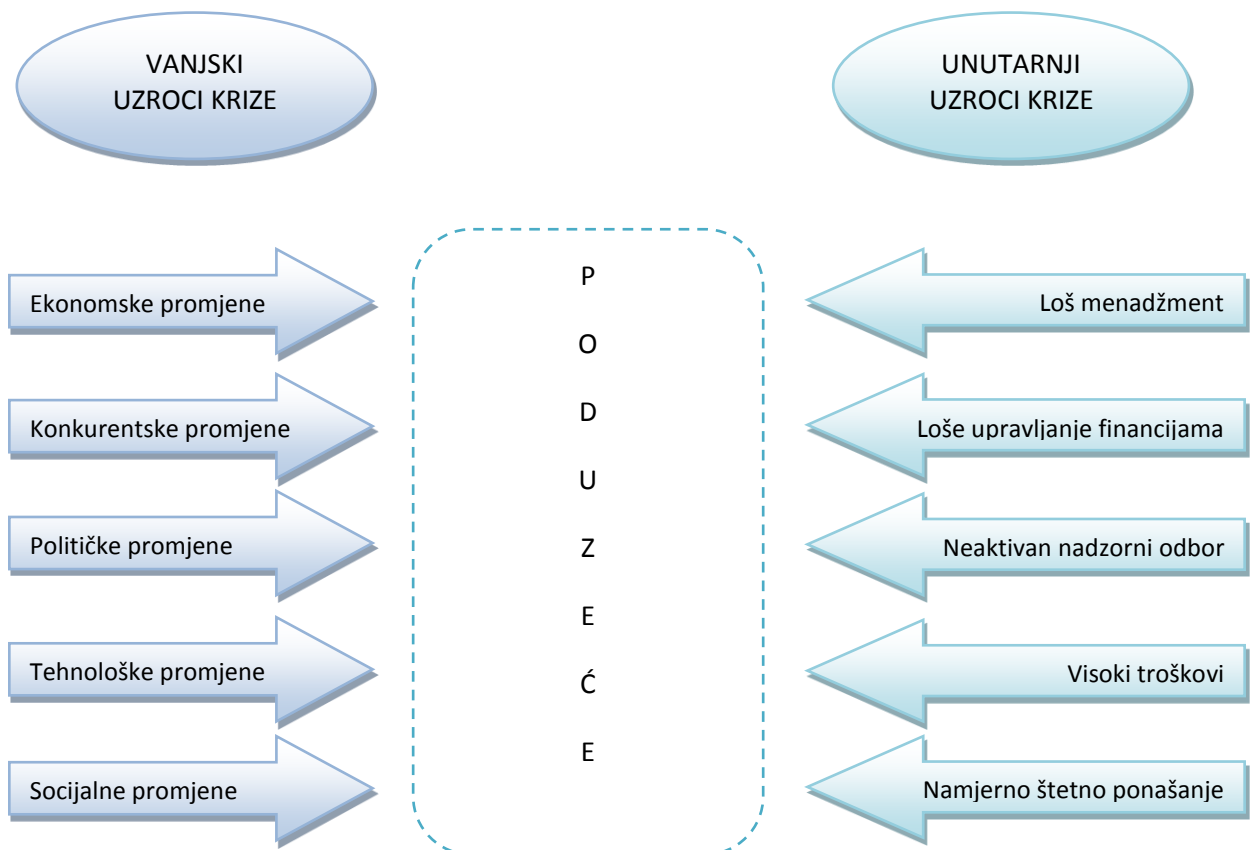 VANJSKI
UZROCI KRIZE
UNUTARNJI
UZROCI KRIZE
Ekonomske promjene
Konkurentske promjene
Političke promjene
Tehnološke promjene
Socijalne promjene
P
O
D
U
Z
E
Ć
E
Loš menadžment
Loše upravljanje financijama
Neaktivan nadzorni odbor
Visoki troškovi
Namjerno štetno ponašanje